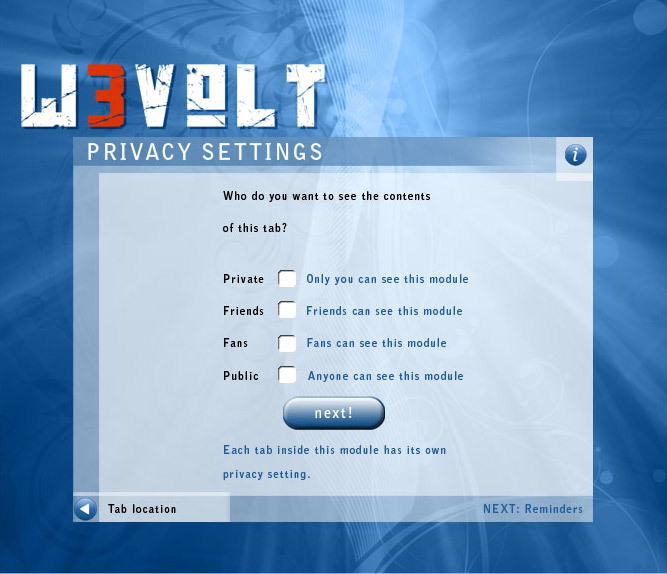 W3VOLT
PRIVACY SETTINGS
i
Who do you want to see the contents
of this tab?
Private Only you can see this module
Friends Friends can see this module
Fans Fans can see this module
Public Anyone can see this module
next!
Each tab inside this module has its own
privacy setting.
Tab location NEXT: Reminders